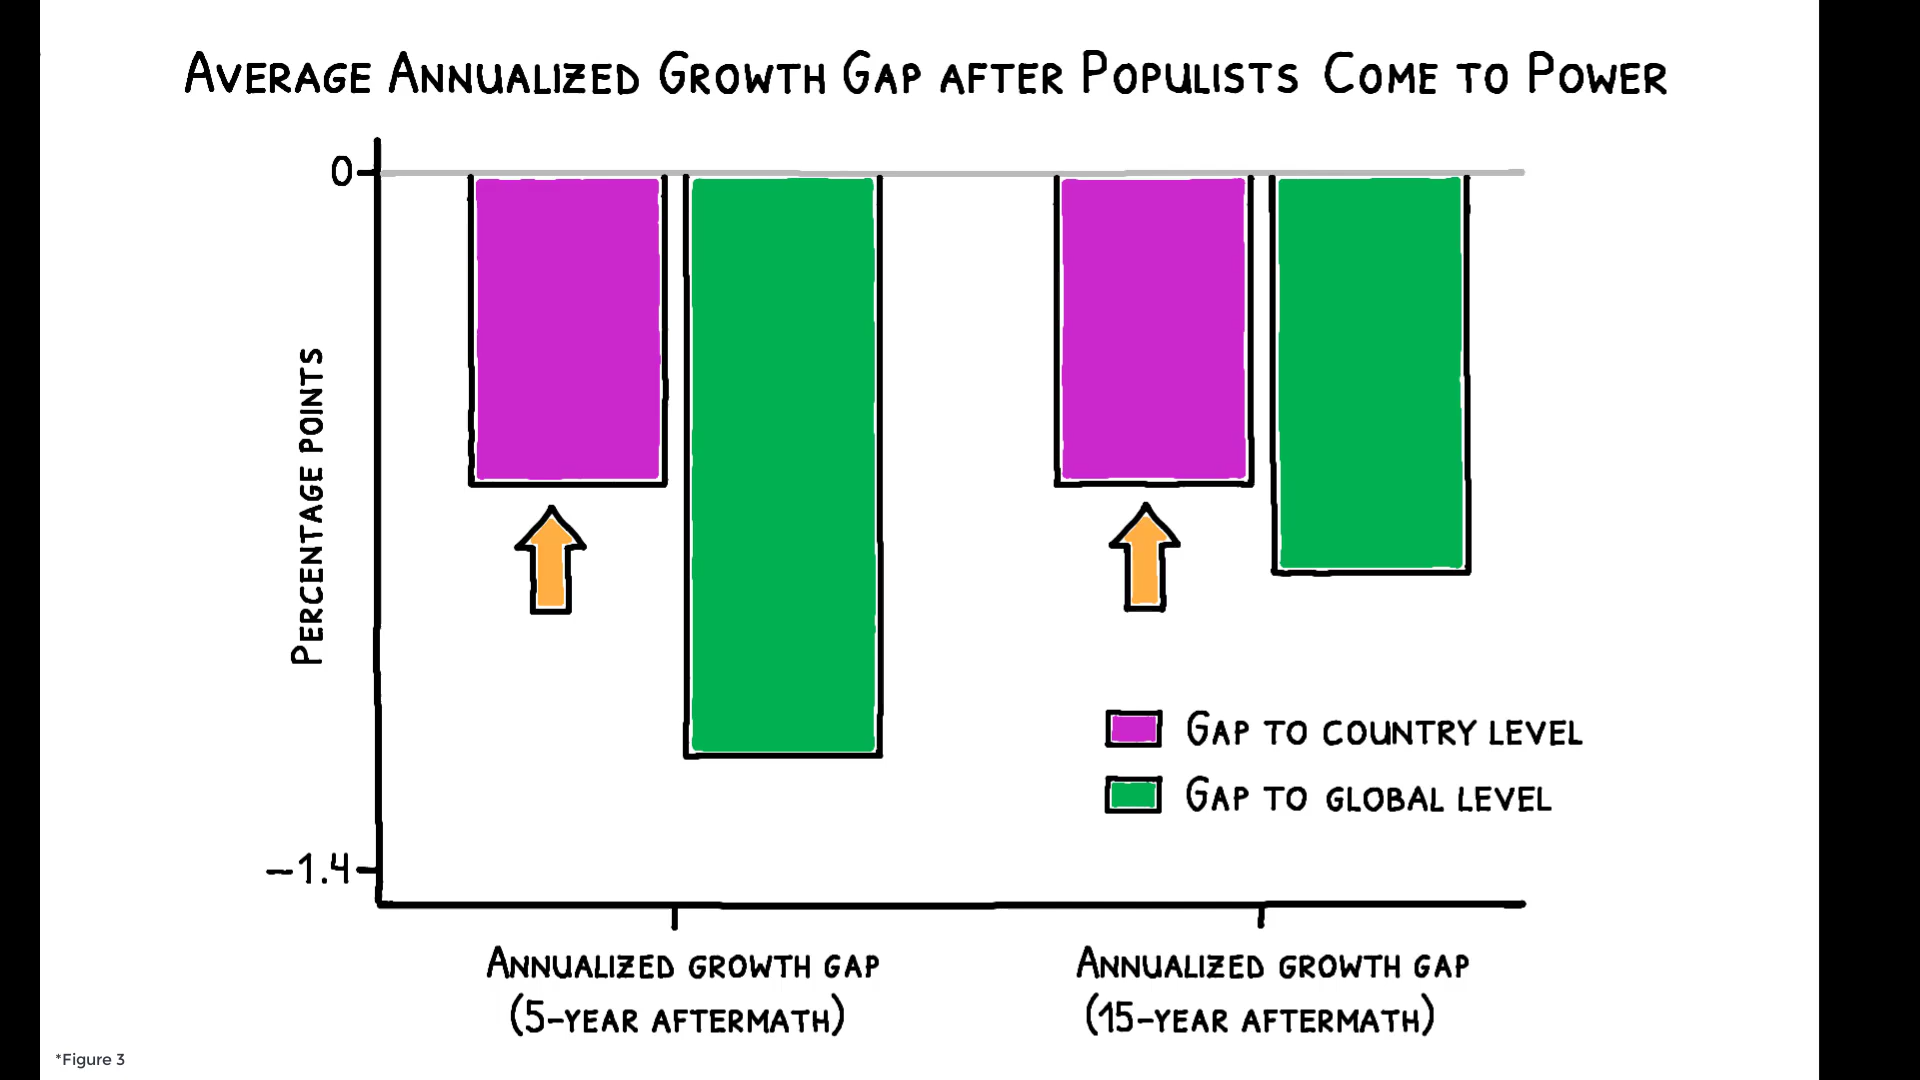 Average Annualized Growth Gap after Populists Come to Power
0
Percentage points
-1.4
Gap to country level
Gap to global level
Annualized growth gap
(5-year aftermath)
Annualized growth gap
(15-year aftermath)
*Figure 3